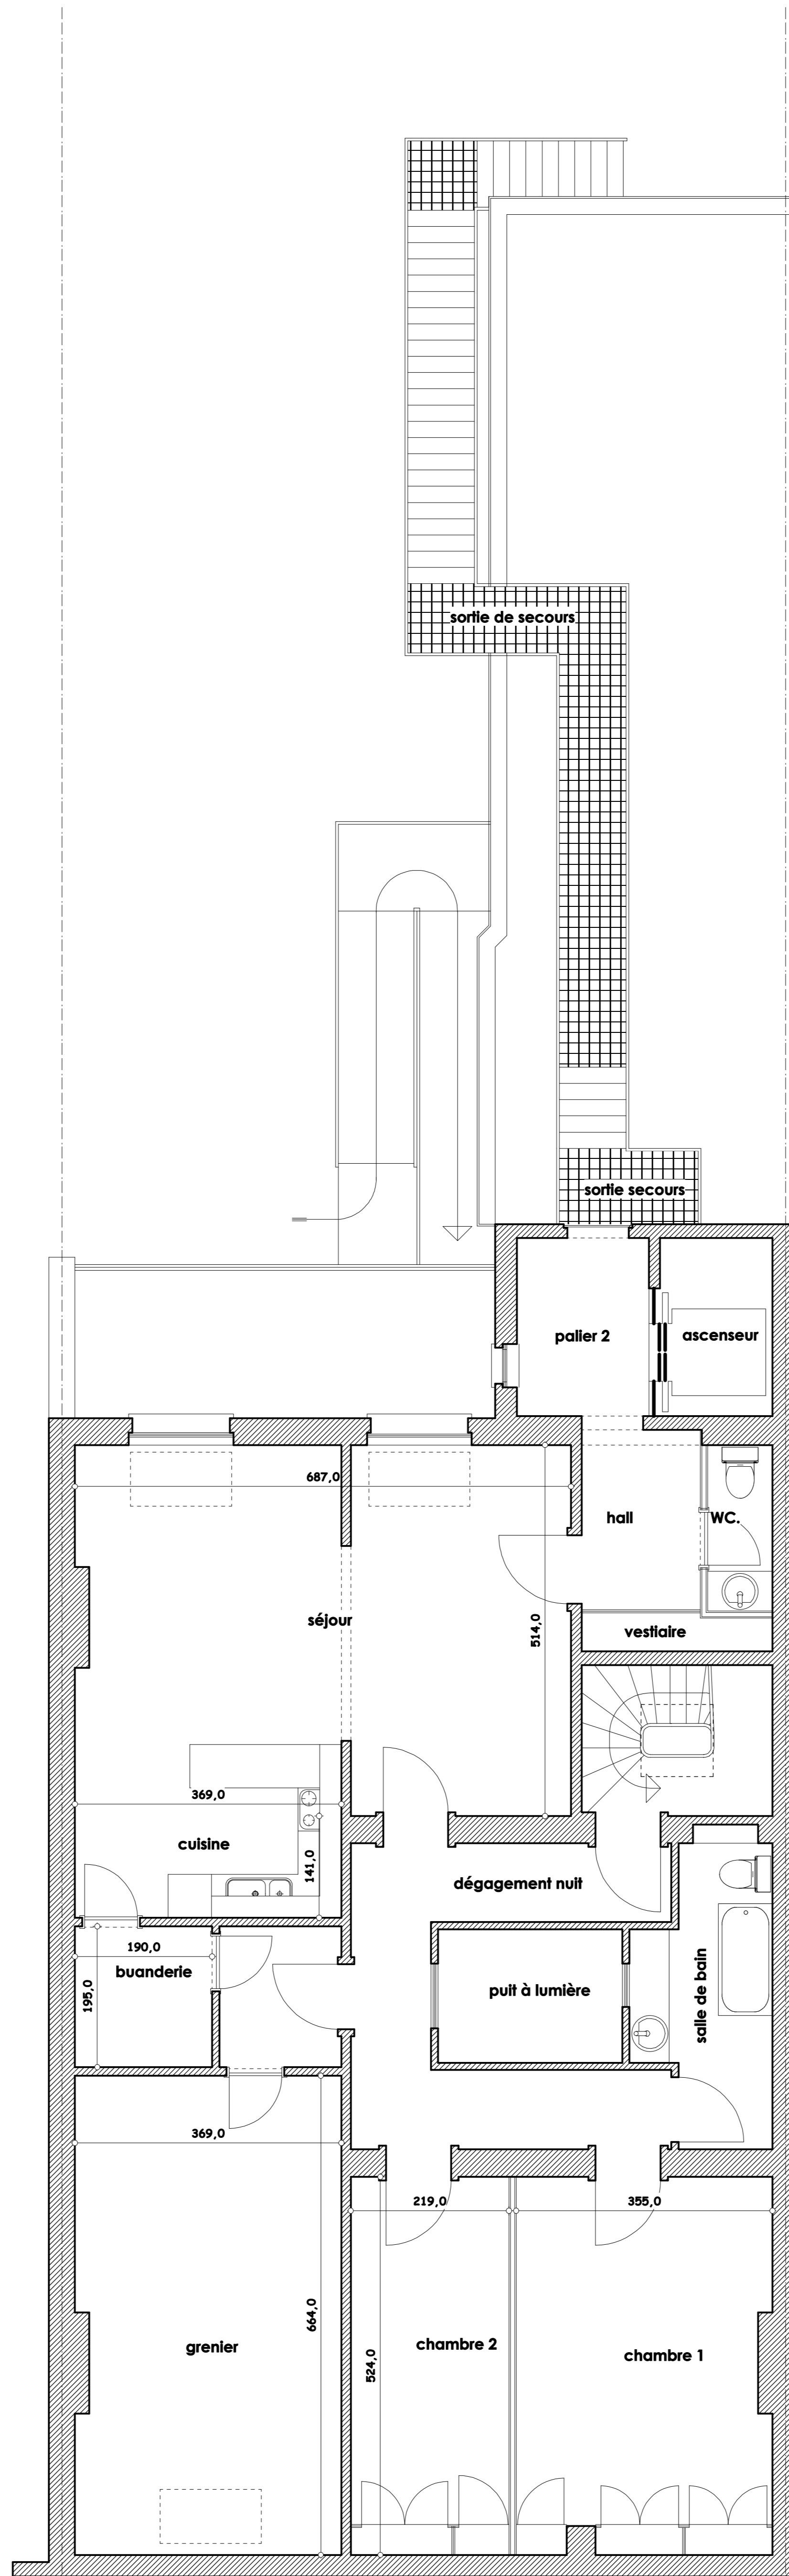 sortie de secours
sortie secours
palier 2
ascenseur
687,0
hall
WC.
séjour
514,0
vestiaire
369,0
cuisine
141,0
dégagement nuit
190,0
buanderie
195,0
puit à lumière
salle de bain
369,0
219,0
355,0
664,0
524,0
grenier
chambre 2
chambre 1